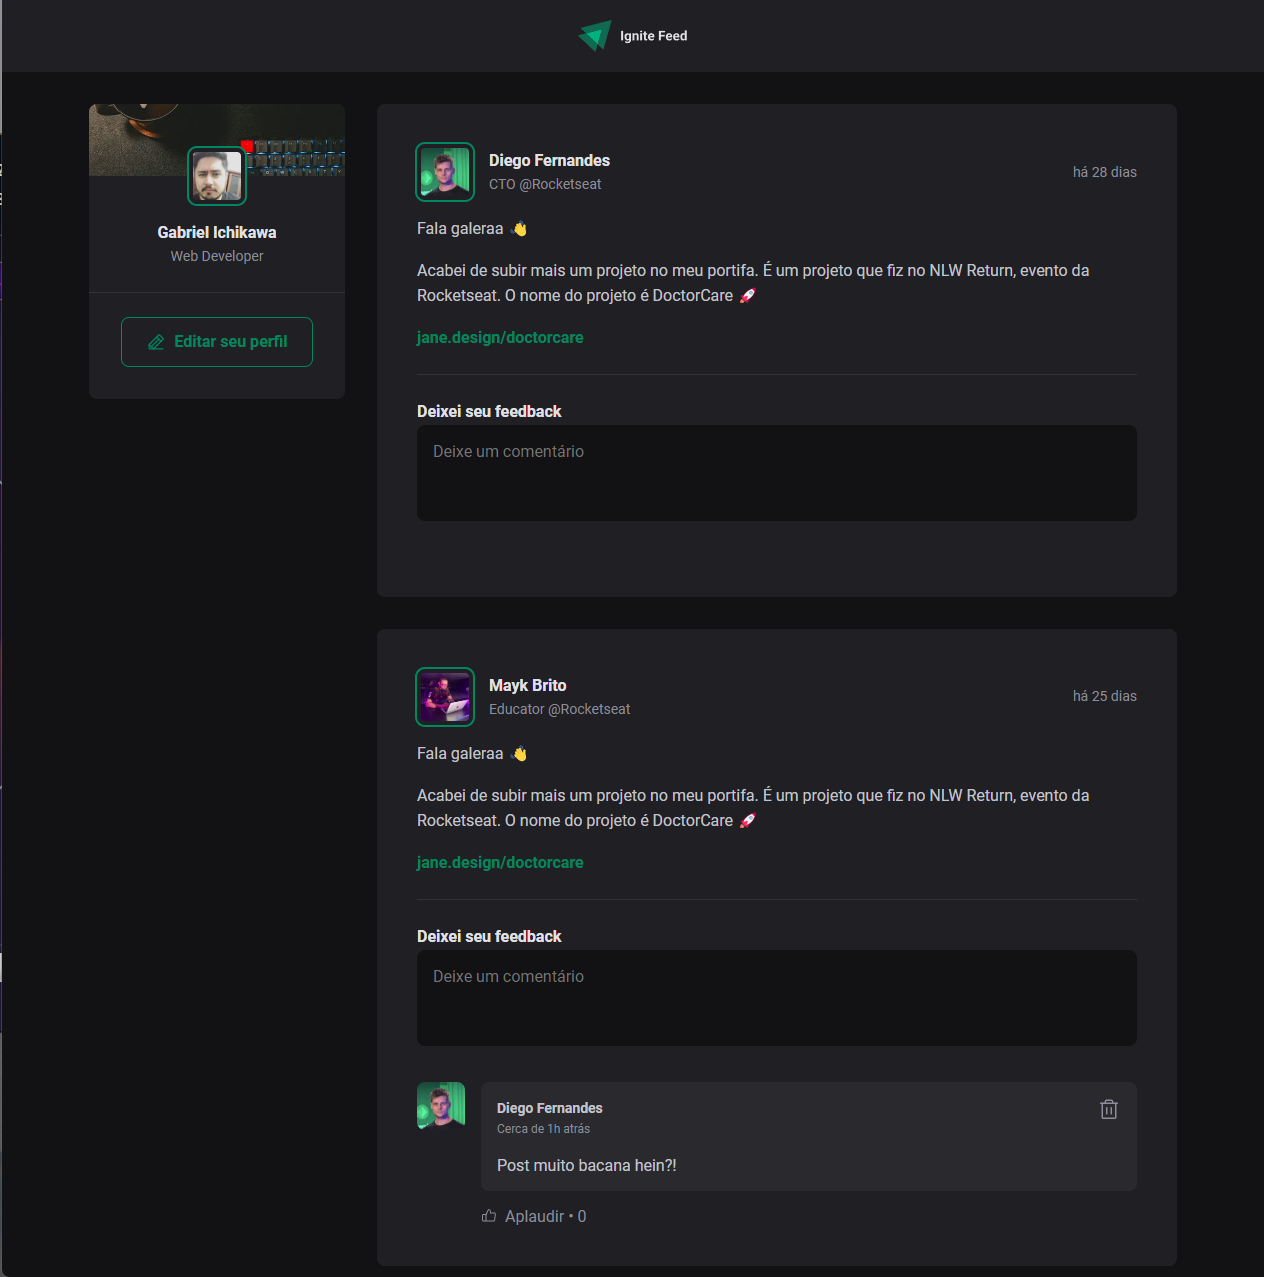 Ignite Feed
Gabriel Ichikawa
Web Developer
Editar seu perfil
Diego Fernandes
CTO @Rocketseat
há 28 dias
Fala galeraa 👋
Acabei de subir mais um projeto no meu portifa. É um projeto que fiz no NLW Return, evento da
Rocketseat. O nome do projeto é DoctorCare 🚀
jane.design/doctorcare
Deixei seu feedback
Deixe um comentário
Mayk Brito
Educator @Rocketseat
há 25 dias
Fala galeraa 👋
Acabei de subir mais um projeto no meu portifa. É um projeto que fiz no NLW Return, evento da
Rocketseat. O nome do projeto é DoctorCare 🚀
jane.design/doctorcare
Deixei seu feedback
Deixe um comentário
Diego Fernandes
Cerca de 1h atrás
Post muito bacana hein?!
Aplaudir • 0